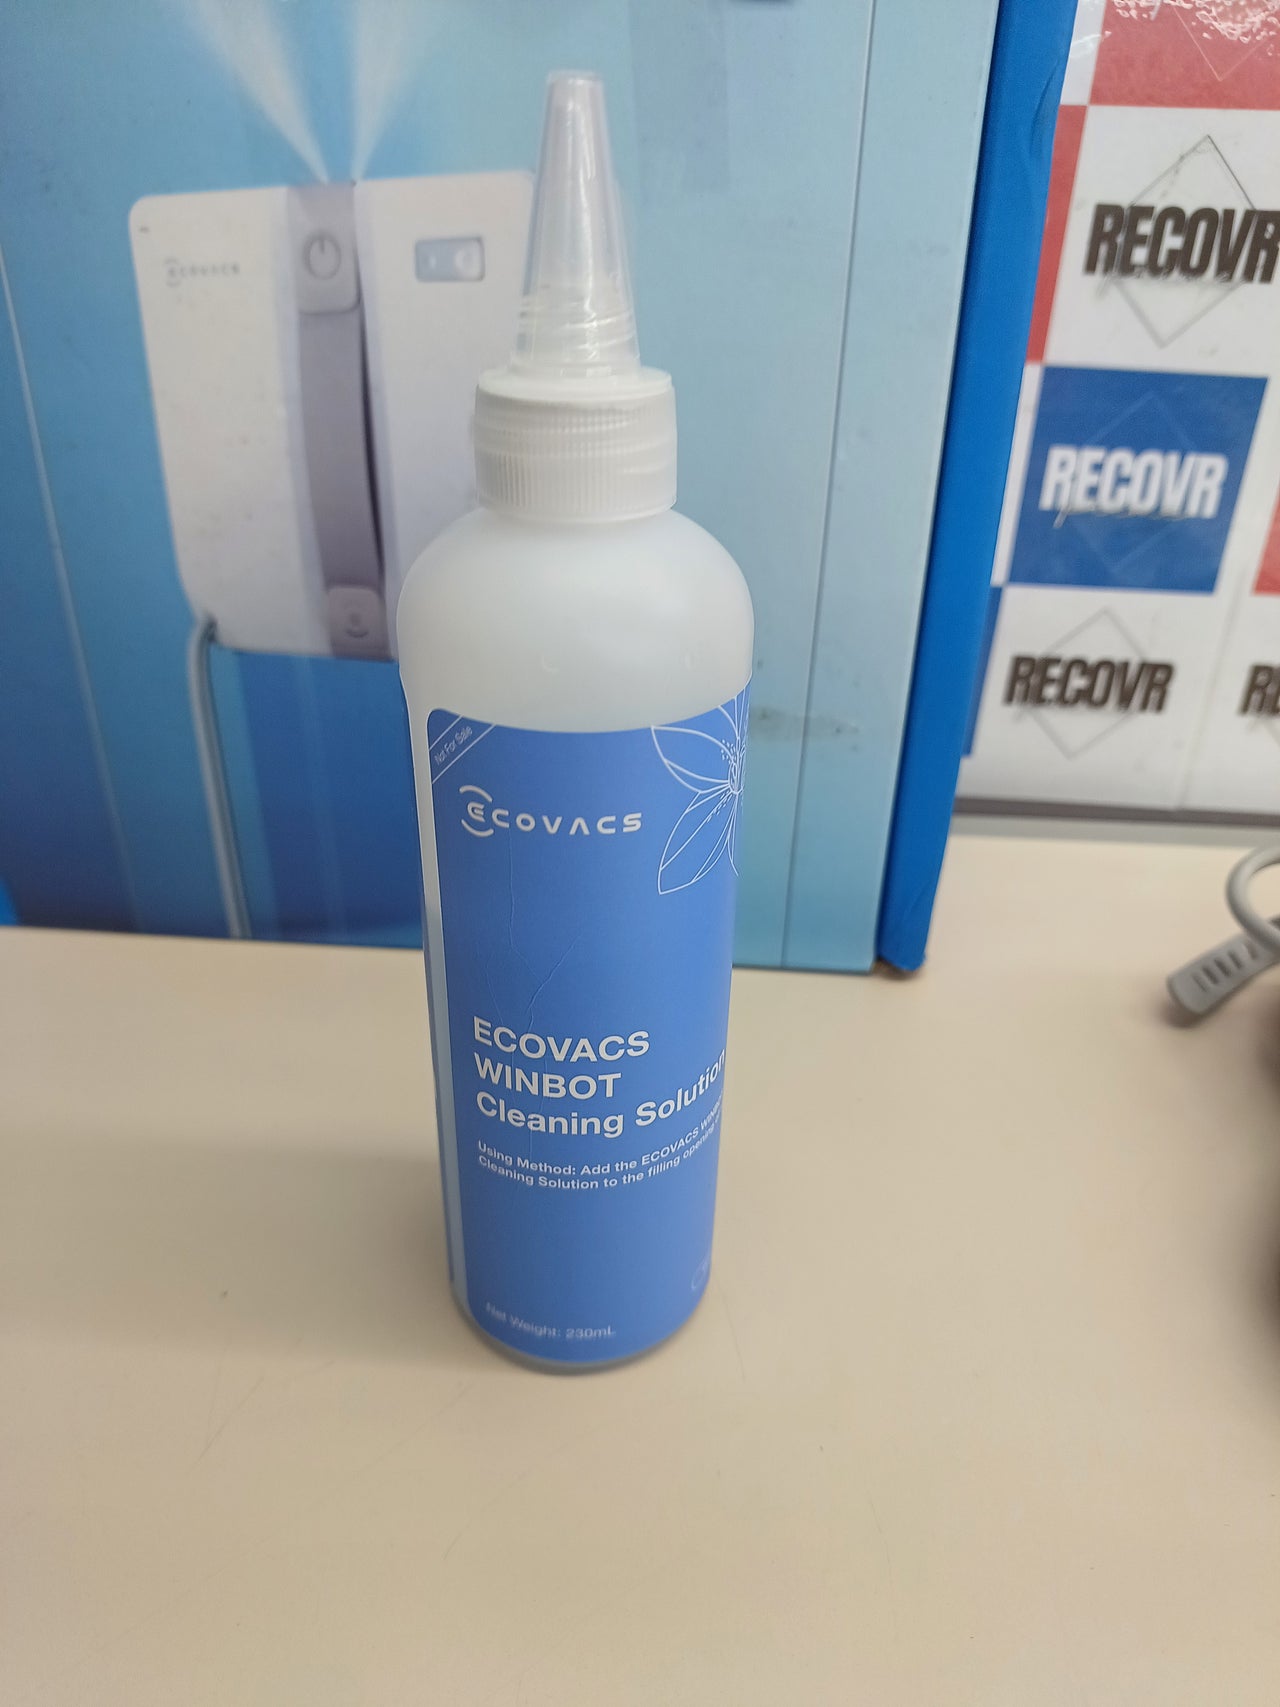 ECOVACS
RECOVR
RECOVR
RECOVR
Not For Sale
ECOVACS
ECOVACS
WINBOT
Cleaning Solution
Using Method: Add the ECOVACS
Cleaning Solution to the filling opening
Net Weight: 230mL